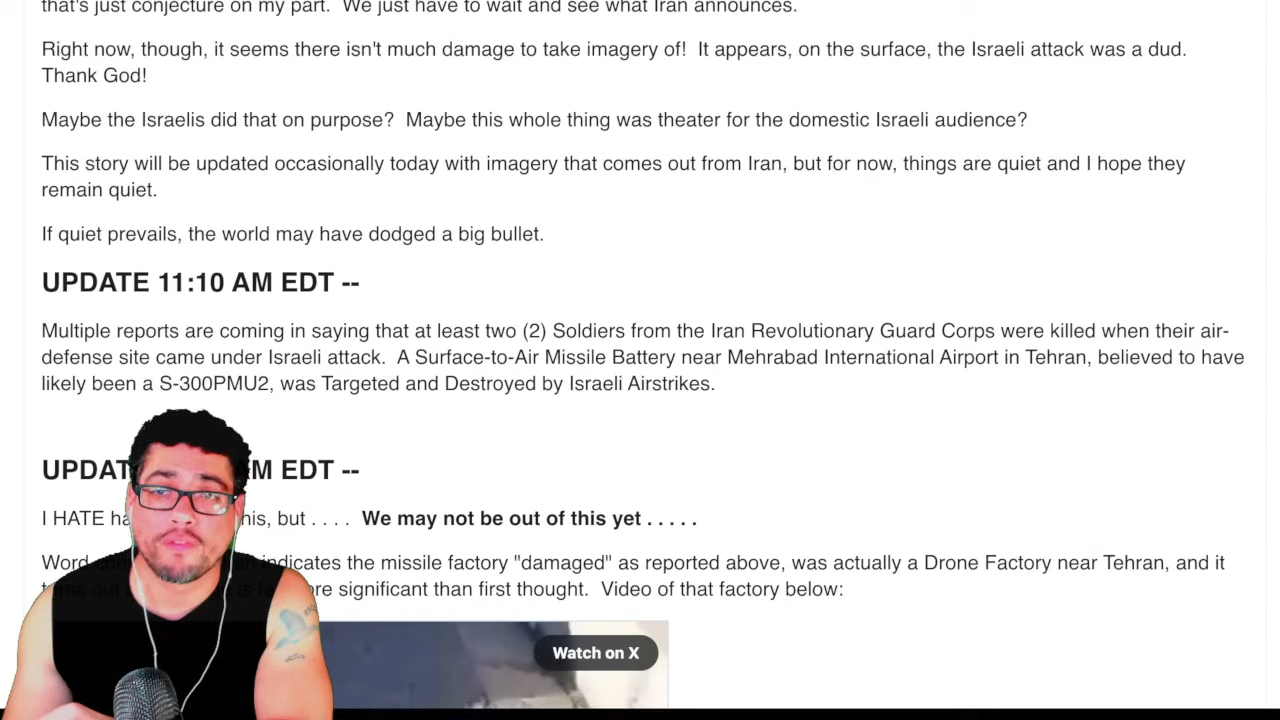 that's just conjecture on my part.  We just have to wait and see what Iran announces.
Right now, though, it seems there isn't much damage to take imagery of!  It appears, on the surface, the Israeli attack was a dud.
Thank God!
Maybe the Israelis did that on purpose?  Maybe this whole thing was theater for the domestic Israeli audience?
This story will be updated occasionally today with imagery that comes out from Iran, but for now, things are quiet and I hope they
remain quiet.
If quiet prevails, the world may have dodged a big bullet.
UPDATE 11:10 AM EDT --
Multiple reports are coming in saying that at least two (2) Soldiers from the Iran Revolutionary Guard Corps were killed when their air-
defense site came under Israeli attack.  A Surface-to-Air Missile Battery near Mehrabad International Airport in Tehran, believed to have
likely been a S-300PMU2, was Targeted and Destroyed by Israeli Airstrikes.
UPDAT M EDT --
I HATE ha his, but . . . .  We may not be out of this yet . . . . .
Word indicates the missile factory "damaged" as reported above, was actually a Drone Factory near Tehran, and it
turns out ore significant than first thought.  Video of that factory below:
Watch on X